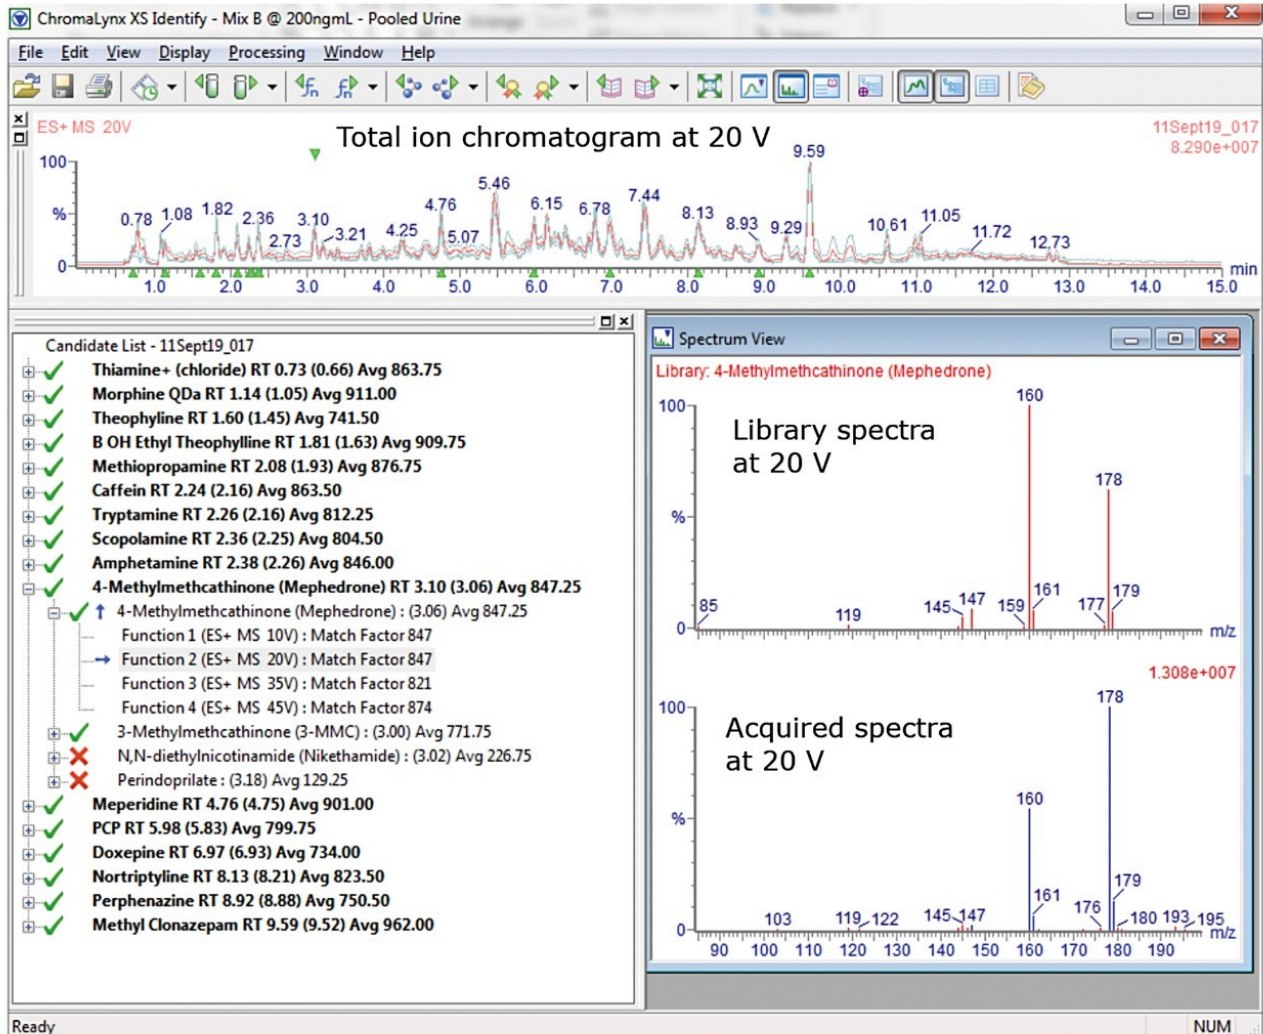 ChromaLynx XS Identify - Mix B @ 200ngmL - Pooled Urine
File Edit View Display Processing Window Help
ES+ MS 20V
Total ion chromatogram at 20 V
11Sept19_017
8.290e+007
100
%
0
0.78
1.08
1.82
2.36
2.73
3.10
3.21
4.25
4.76
5.07
5.46
6.15
6.78
7.44
8.13
8.93
9.29
9.59
10.61
11.05
11.72
12.73
min
1.0 2.0 3.0 4.0 5.0 6.0 7.0 8.0 9.0 10.0 11.0 12.0 13.0 14.0 15.0
Candidate List - 11Sept19_017
Thiamine+ (chloride) RT 0.73 (0.66) Avg 863.75
Morphine QDa RT 1.14 (1.05) Avg 911.00
Theophyline RT 1.60 (1.45) Avg 741.50
B OH Ethyl Theophylline RT 1.81 (1.63) Avg 909.75
Methiopropamine RT 2.08 (1.93) Avg 876.75
Caffein RT 2.24 (2.16) Avg 863.50
Tryptamine RT 2.26 (2.16) Avg 812.25
Scopolamine RT 2.36 (2.25) Avg 804.50
Amphetamine RT 2.38 (2.26) Avg 846.00
4-Methylmethcathinone (Mephedrone) RT 3.10 (3.06) Avg 847.25
4-Methylmethcathinone (Mephedrone) : (3.06) Avg 847.25
Function 1 (ES+ MS 10V) : Match Factor 847
Function 2 (ES+ MS 20V) : Match Factor 847
Function 3 (ES+ MS 35V) : Match Factor 821
Function 4 (ES+ MS 45V) : Match Factor 874
3-Methylmethcathinone (3-MMC) : (3.00) Avg 771.75
N,N-diethylnicotinamide (Nikethamide) : (3.02) Avg 226.75
Perindoprilate : (3.18) Avg 129.25
Meperidine RT 4.76 (4.75) Avg 901.00
PCP RT 5.98 (5.83) Avg 799.75
Doxepine RT 6.97 (6.93) Avg 734.00
Nortriptyline RT 8.13 (8.21) Avg 823.50
Perphenazine RT 8.92 (8.88) Avg 750.50
Methyl Clonazepam RT 9.59 (9.52) Avg 962.00
Spectrum View
Library: 4-Methylmethcathinone (Mephedrone)
Library spectra
at 20 V
100
%
0
85
119
145
147
159
160
161
177
178
179
m/z
1.308e+007
Acquired spectra
at 20 V
100
%
0
103
119
122
145
147
160
161
176
178
179
180
193
195
m/z
90 100 110 120 130 140 150 160 170 180 190
Ready
NUM